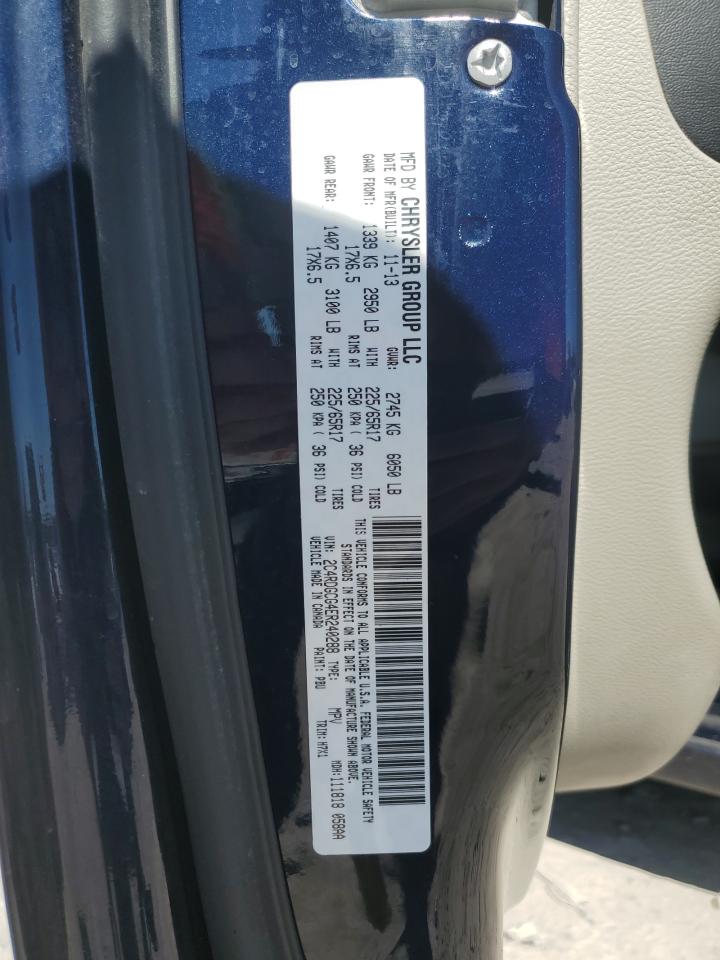 MFD BY CHRYSLER GROUP LLC
DATE OF MFR(BUILT): 11-13 GVWR: 2745 KG 6050 LB
GAWR FRONT: 1339 KG 2950 LB WITH 225/65R17 TIRES
17X6.5 RIMS AT 250 KPA ( 36 PSI) COLD
GAWR REAR: 1407 KG 3100 LB WITH 225/65R17 TIRES
17X6.5 RIMS AT 250 KPA ( 36 PSI) COLD
THIS VEHICLE CONFORMS TO ALL APPLICABLE U.S.A. FEDERAL MOTOR VEHICLE SAFETY
STANDARDS IN EFFECT ON THE DATE OF MANUFACTURE SHOWN ABOVE.
VIN: 2C4RDGCG4ER240288 TYPE: MPV MDH: 111818 058AA
VEHICLE MADE IN CANADA PAINT: PBU TRIM: M7X1